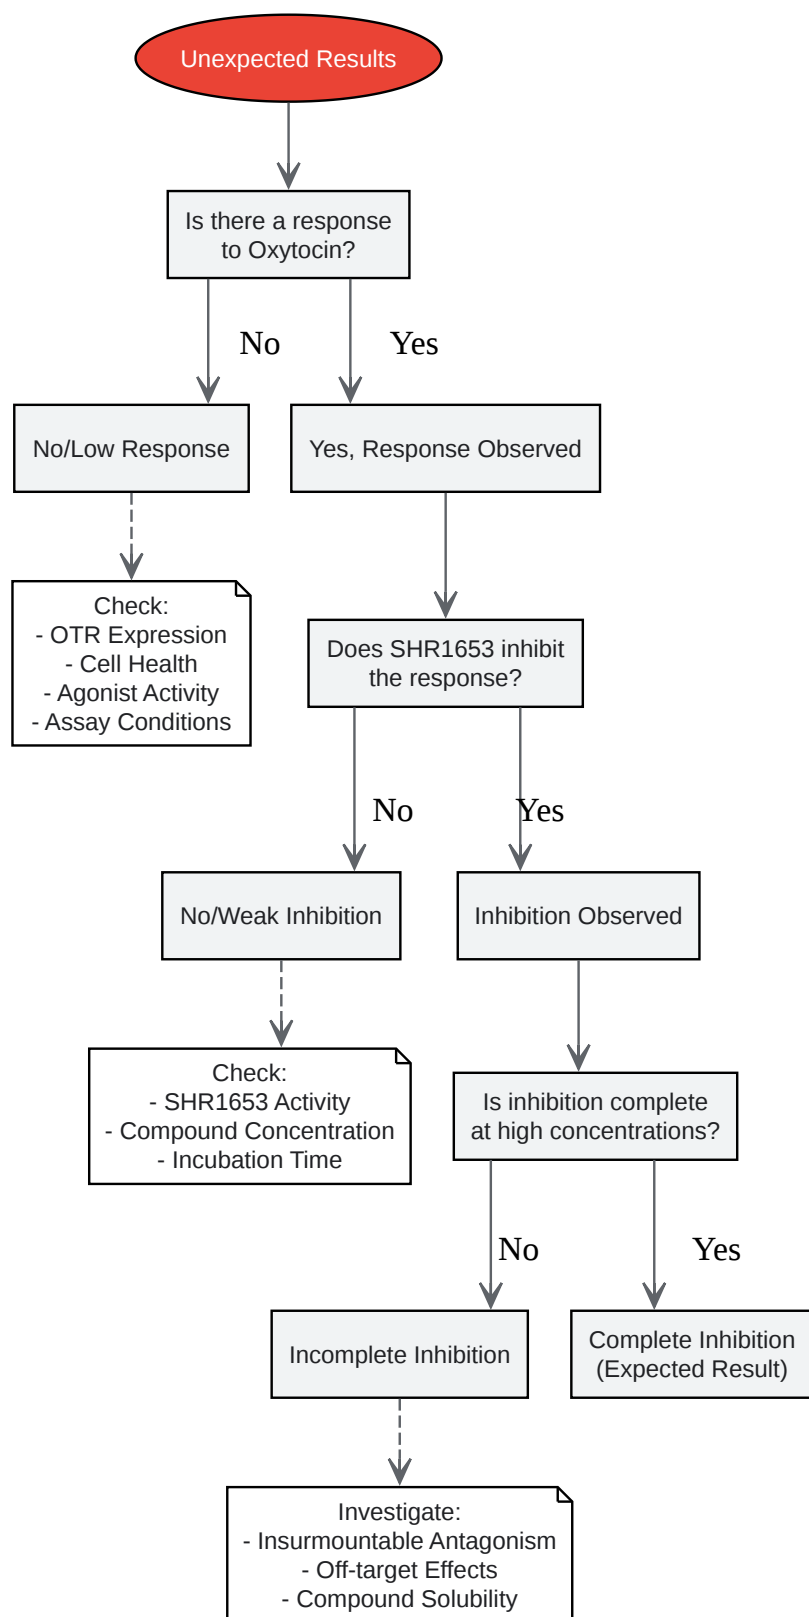 Unexpected Results
Is there a response
to Oxytocin?
No
Yes
No/Low Response
Yes, Response Observed
Check:
- OTR Expression
- Cell Health
- Agonist Activity
- Assay Conditions
Does SHR1653 inhibit
the response?
No
Yes
No/Weak Inhibition
Inhibition Observed
Check:
- SHR1653 Activity
- Compound Concentration
- Incubation Time
Is inhibition complete
at high concentrations?
No
Yes
Incomplete Inhibition
Complete Inhibition
(Expected Result)
Investigate:
- Insurmountable Antagonism
- Off-target Effects
- Compound Solubility